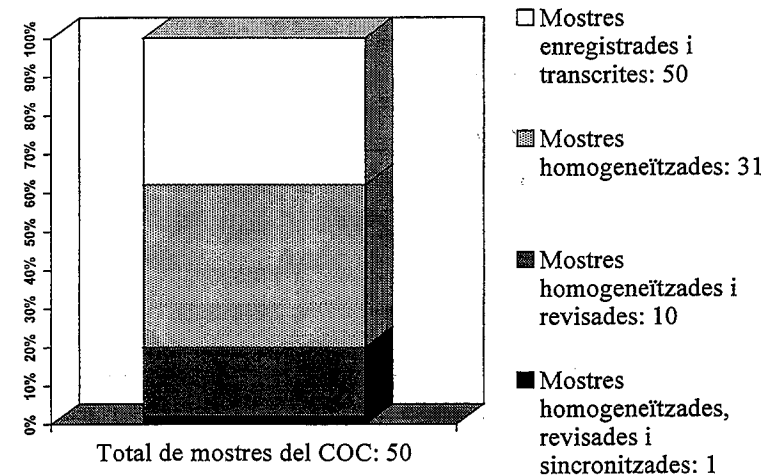 100%
90%
80%
70%
60%
50%
40%
30%
20%
10%
0%
Total de mostres del COC: 50
Mostres
enregistrades i
transcrites: 50
Mostres
homogeneïtzades: 31
Mostres
homogeneïtzades i
revisades: 10
Mostres
homogeneïtzades,
revisades i
sincronitzades: 1